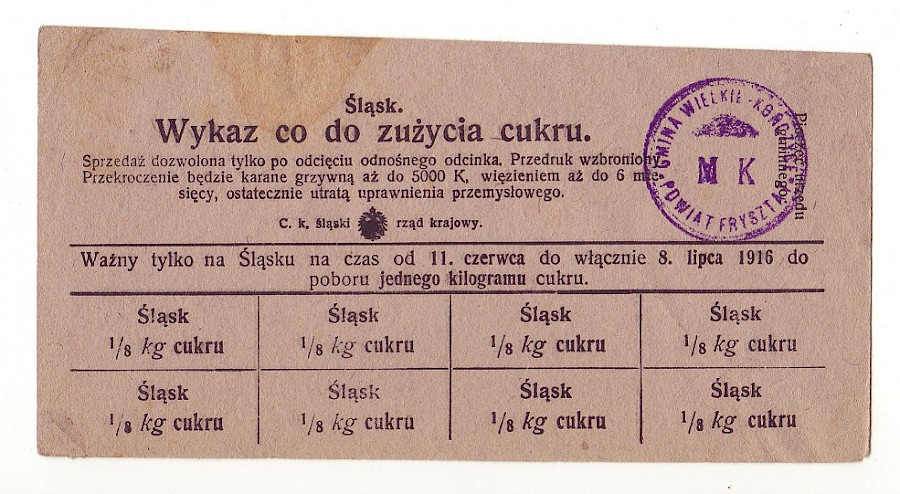 Śląsk.
Wykaz co do zużycia cukru.
Sprzedaż dozwolona tylko po odcięciu odnośnego odcinka. Przedruk wzbroniony.
Przekroczenie będzie karane grzywną aż do 5000 K, więzieniem aż do 6 mie-
sięcy, ostatecznie utratą uprawnienia przemysłowego.
C. k. śląski rząd krajowy.
GMINA WIELKIE KOŃCZYCE
M K
POWIAT FRYSZTAT
Pieczęć urzędu
gminnego:
Ważny tylko na Śląsku na czas od 11. czerwca do włącznie 8. lipca 1916 do
poboru jednego kilogramu cukru.
Śląsk Śląsk Śląsk Śląsk
1/8 kg cukru 1/8 kg cukru 1/8 kg cukru 1/8 kg cukru
Śląsk Śląsk Śląsk Śląsk
1/8 kg cukru 1/8 kg cukru 1/8 kg cukru 1/8 kg cukru